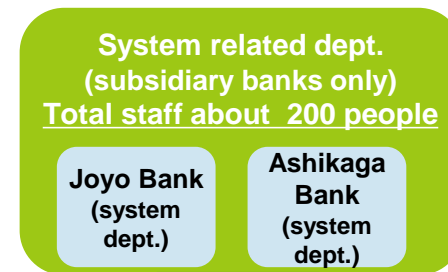 System related dept.
(subsidiary banks only)
Total staff about 200 people
Joyo Bank
(system
dept.)
Ashikaga
Bank
(system
dept.)